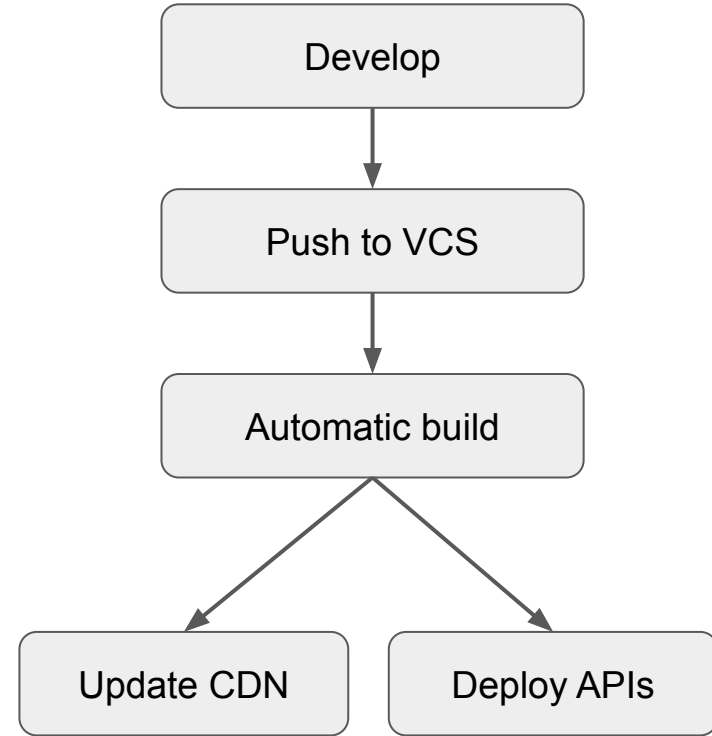 Develop
Push to VCS
Automatic build
Update CDN
Deploy APIs